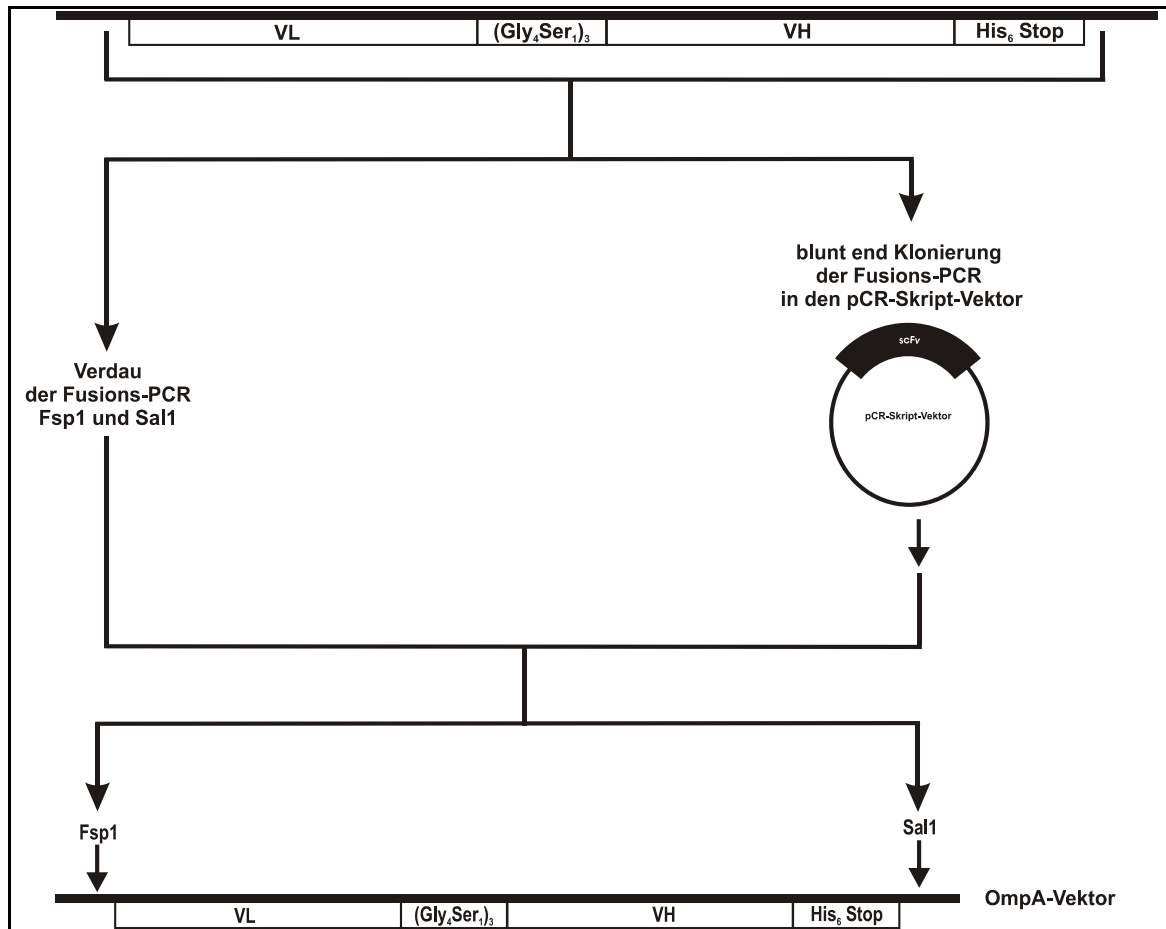 VL (Gly₄Ser₁)₃ VH His₆ Stop
blunt end Klonierung
der Fusions-PCR
in den pCR-Skript-Vektor
scFv
pCR-Skript-Vektor
Verdau
der Fusions-PCR
Fsp1 und Sal1
Fsp1
Sal1
OmpA-Vektor
VL (Gly₄Ser₁)₃ VH His₆ Stop